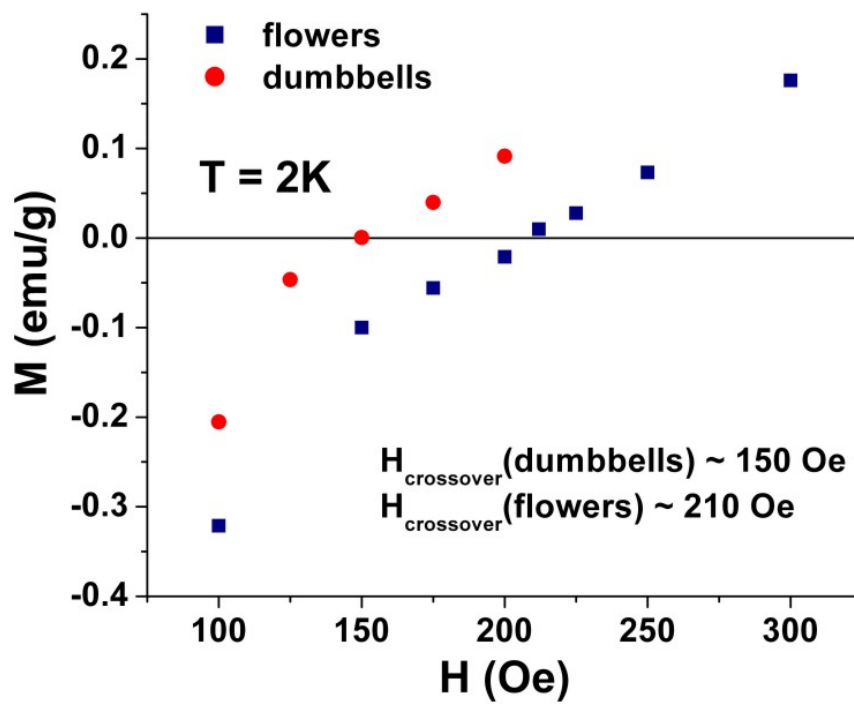 flowers
dumbbells
T = 2K
0.2
0.1
0.0
-0.1
-0.2
-0.3
-0.4
M (emu/g)
H_crossover(dumbbells) ~ 150 Oe
H_crossover(flowers) ~ 210 Oe
100 150 200 250 300
H (Oe)